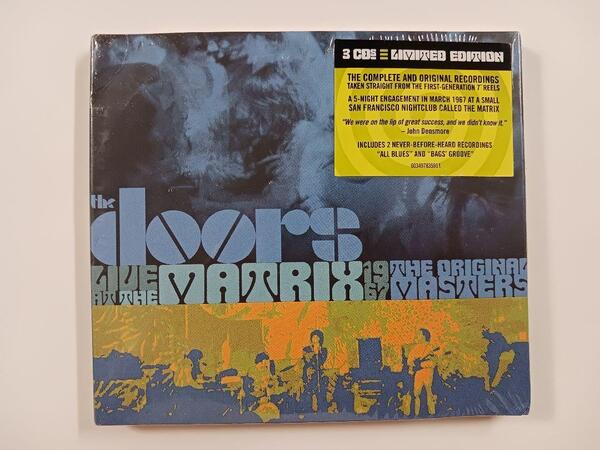 3 CDs LIMITED EDITION
THE COMPLETE AND ORIGINAL RECORDINGS
TAKEN STRAIGHT FROM THE FIRST-GENERATION 7" REELS
A 5-NIGHT ENGAGEMENT IN MARCH 1967 AT A SMALL
SAN FRANCISCO NIGHTCLUB CALLED THE MATRIX
"We were on the lip of great success, and we didn't know it."
– John Densmore
INCLUDES 2 NEVER-BEFORE-HEARD RECORDINGS
"ALL BLUES" AND "BAGS' GROOVE"
the
doors
LIVE
AT THE
MATRIX
19
67
THE ORIGINAL
MASTERS